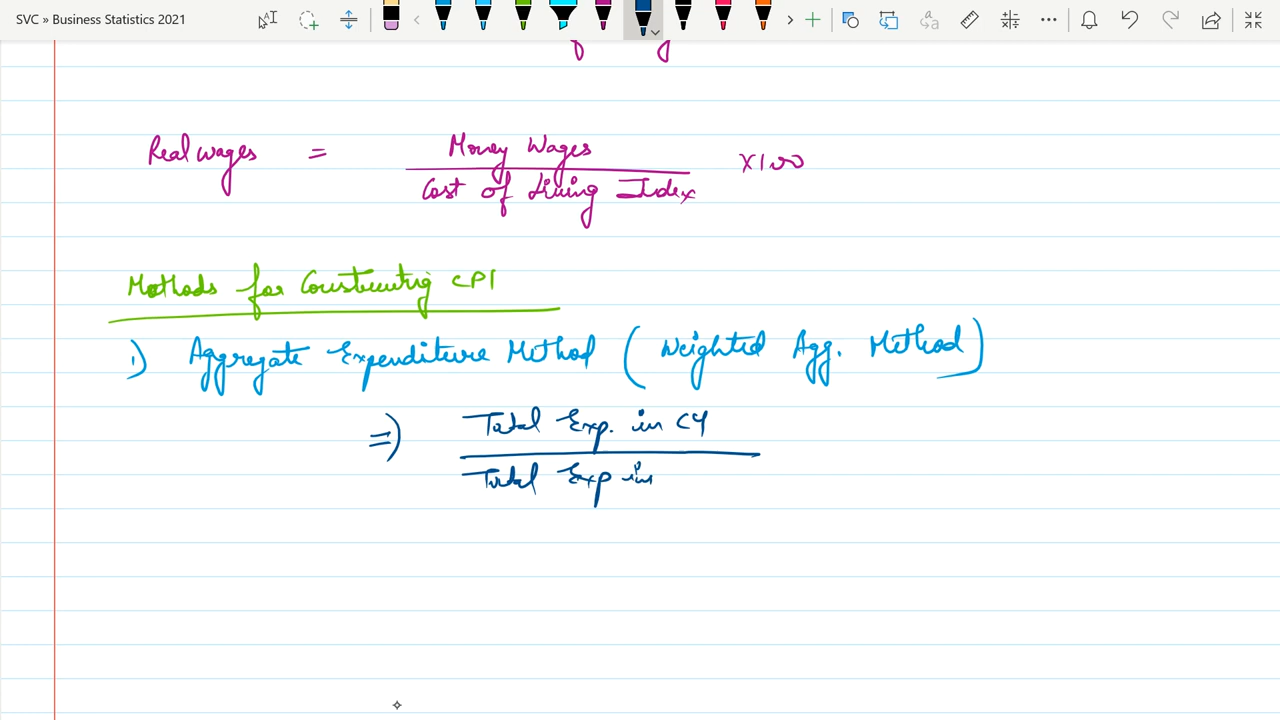 SVC » Business Statistics 2021
Real wages = Money Wages / Cost of Living Index X100
Methods for Constructing CPI
1) Aggregate Expenditure Method (Weighted Agg. Method)
=) Total Exp. in CY
Total Exp in